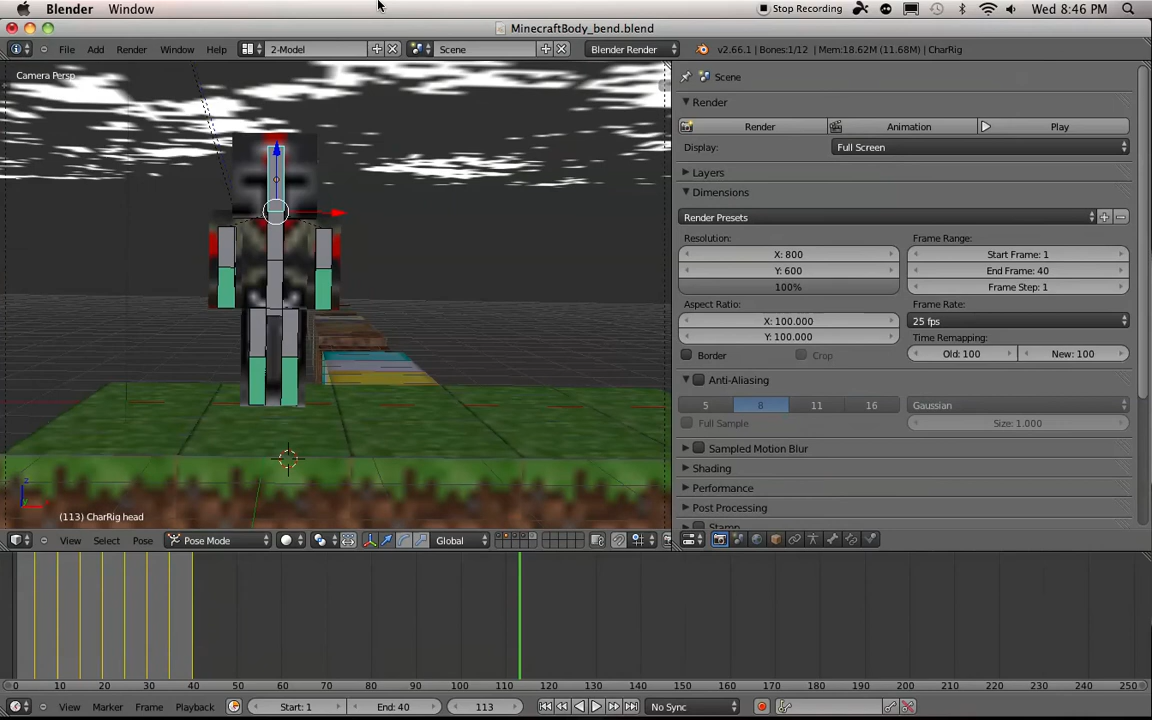 Blender Window Stop Recording Wed 8:46 PM
MinecraftBody_bend.blend
File Add Render Window Help 2-Model Scene Blender Render v2.66.1 | Bones:1/12 | Mem:18.62M (11.68M) | CharRig
Camera Persp
Scene
Render
Render Animation Play
Display: Full Screen
Layers
Dimensions
Render Presets
Resolution: Frame Range:
X: 800 Start Frame: 1
Y: 600 End Frame: 40
100% Frame Step: 1
Aspect Ratio: Frame Rate:
X: 100.000 25 fps
Y: 100.000 Time Remapping:
Border Crop Old: 100 New: 100
Anti-Aliasing
5 8 11 16 Gaussian
Full Sample Size: 1.000
Sampled Motion Blur
Shading
Performance
Post Processing
Stamp
(113) CharRig head
View Select Pose Pose Mode Global
0 10 20 30 40 50 60 70 80 90 100 110 120 130 140 150 160 170 180 190 200 210 220 230 240 250
View Marker Frame Playback Start: 1 End: 40 113 No Sync